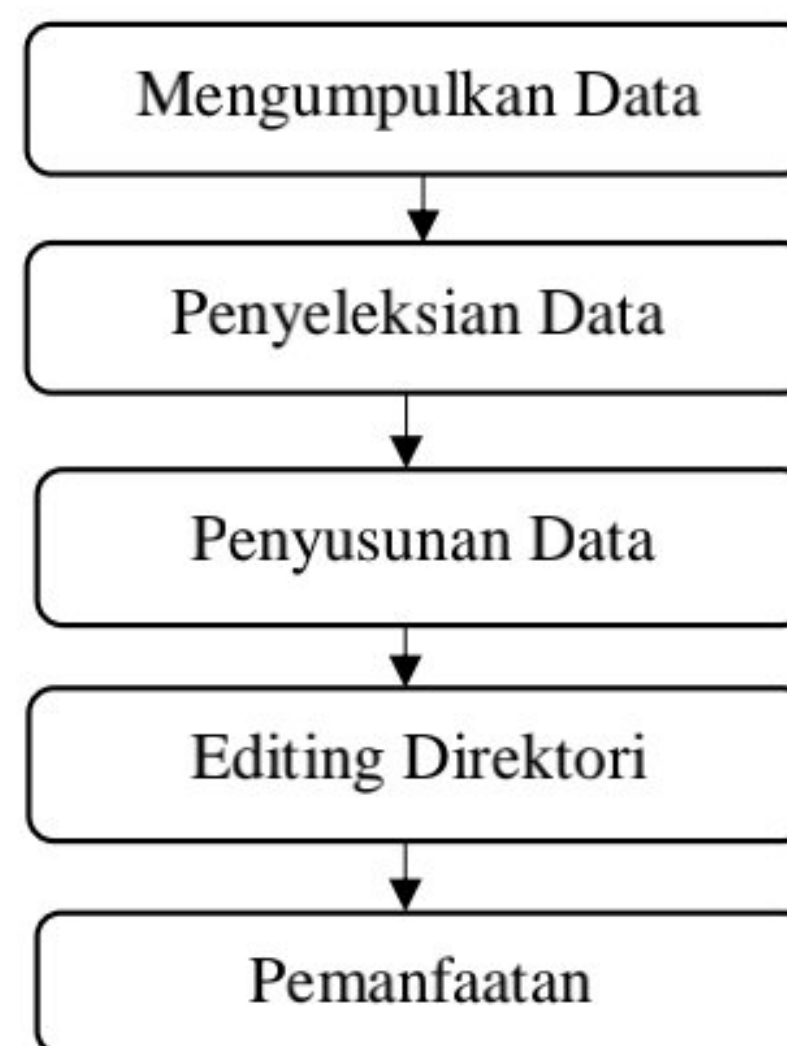 Mengumpulkan Data
Penyeleksian Data
Penyusunan Data
Editing Direktori
Pemanfaatan